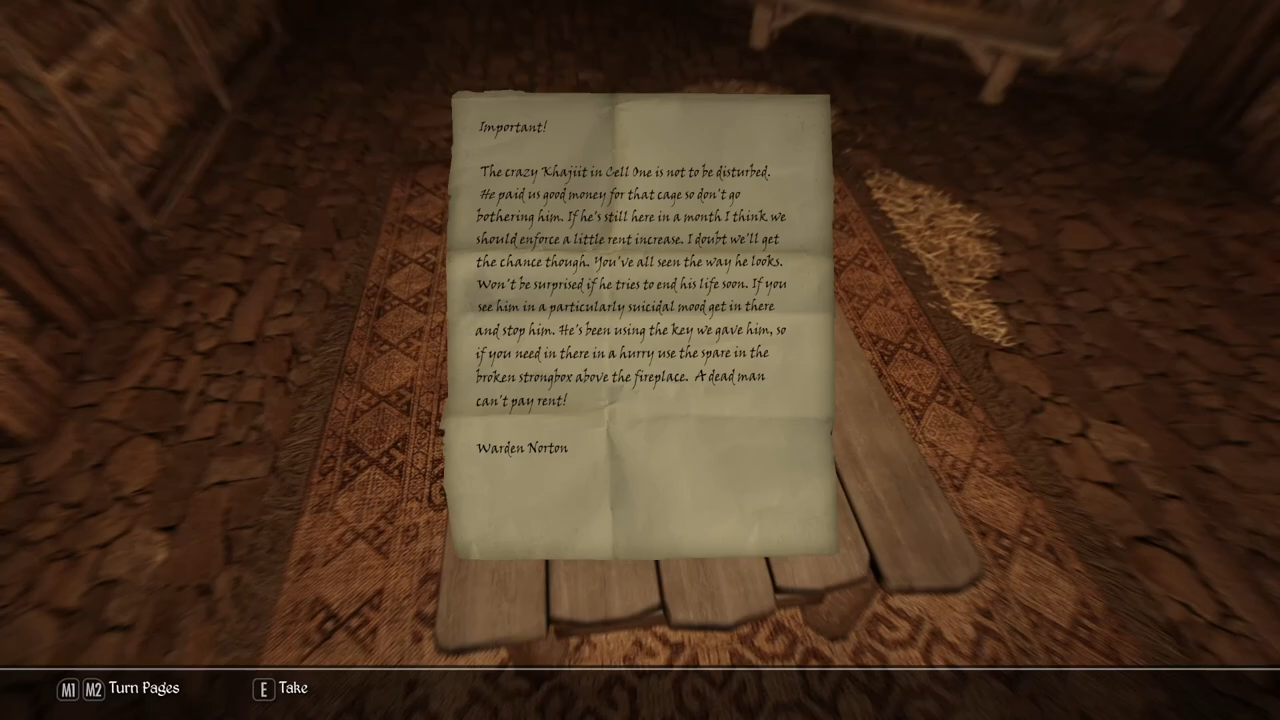 Important!
The crazy Khajiit in Cell One is not to be disturbed.
He paid us good money for that cage so don't go
bothering him. If he's still here in a month I think we
should enforce a little rent increase. I doubt we'll get
the chance though. You've all seen the way he looks.
Won't be surprised if he tries to end his life soon. If you
see him in a particularly suicidal mood get in there
and stop him. He's been using the key we gave him, so
if you need in there in a hurry use the spare in the
broken strongbox above the fireplace. A dead man
can't pay rent!
Warden Norton
M1 M2 Turn Pages
E Take